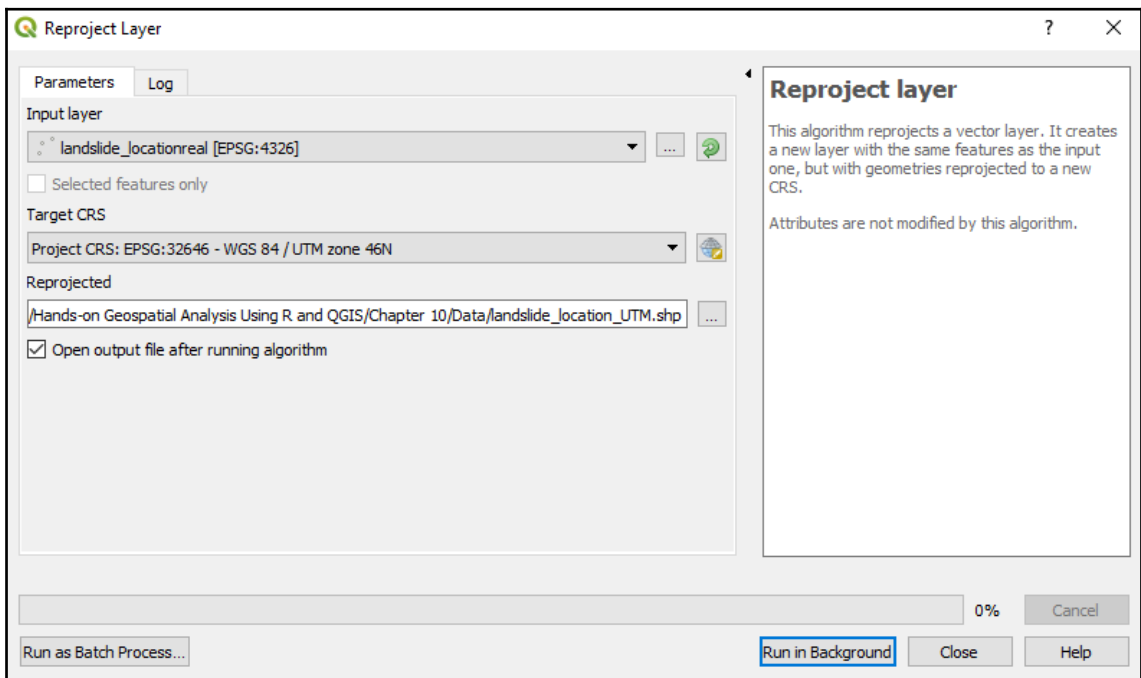 Reproject Layer
?
Parameters
Log
Input layer
landslide_locationreal [EPSG:4326]
...
Selected features only
Target CRS
Project CRS: EPSG:32646 - WGS 84 / UTM zone 46N
Reprojected
/Hands-on Geospatial Analysis Using R and QGIS/Chapter 10/Data/landslide_location_UTM.shp
...
Open output file after running algorithm
Reproject layer
This algorithm reprojects a vector layer. It creates
a new layer with the same features as the input
one, but with geometries reprojected to a new
CRS.
Attributes are not modified by this algorithm.
0%
Cancel
Run as Batch Process...
Run in Background
Close
Help